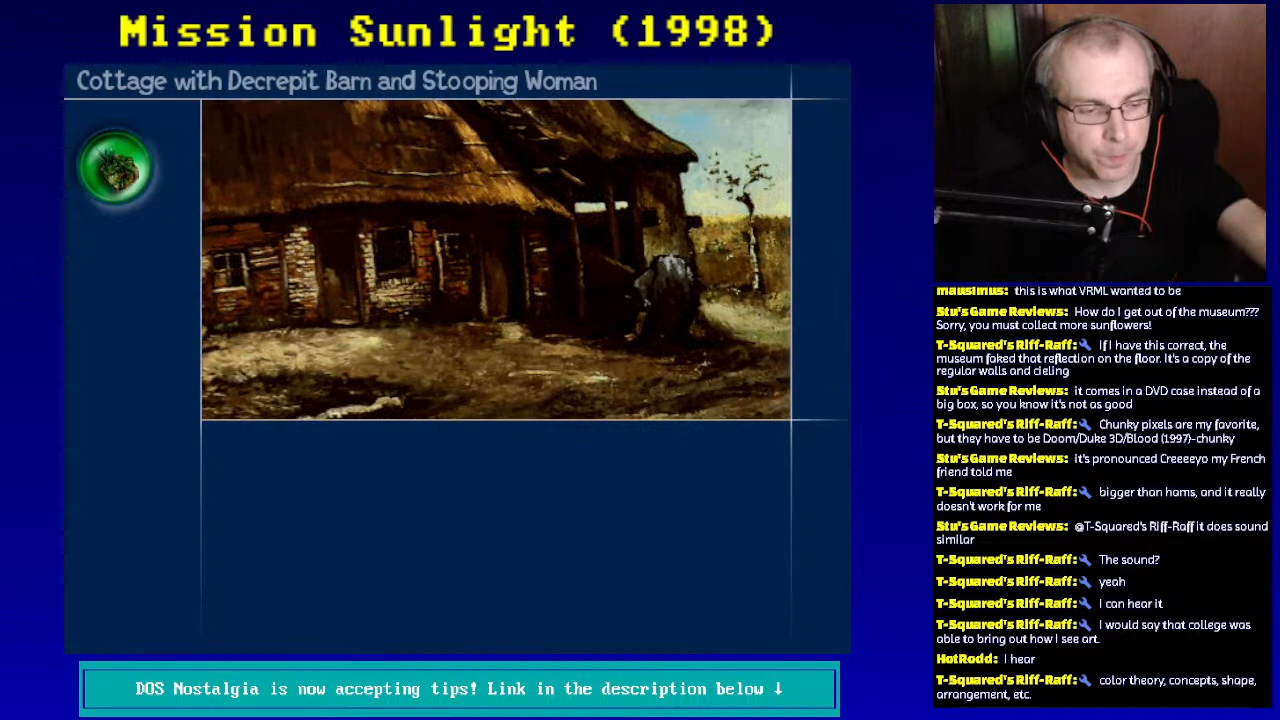 Mission Sunlight (1998)
Cottage with Decrepit Barn and Stooping Woman
mausimus: this is what VRML wanted to be
Stu's Game Reviews: How do I get out of the museum???
Sorry, you must collect more sunflowers!
T-Squared's Riff-Raff: If I have this correct, the
museum faked that reflection on the floor. It's a copy of the
regular walls and cieling
Stu's Game Reviews: it comes in a DVD case instead of a
big box, so you know it's not as good
T-Squared's Riff-Raff: Chunky pixels are my favorite,
but they have to be Doom/Duke 3D/Blood (1997)-chunky
Stu's Game Reviews: it's pronounced Creeeeyo my French
friend told me
T-Squared's Riff-Raff: bigger than hams, and it really
doesn't work for me
Stu's Game Reviews: @T-Squared's Riff-Raff it does sound
similar
T-Squared's Riff-Raff: The sound?
T-Squared's Riff-Raff: yeah
T-Squared's Riff-Raff: I can hear it
T-Squared's Riff-Raff: I would say that college was
able to bring out how I see art.
HotRodd: I hear
T-Squared's Riff-Raff: color theory, concepts, shape,
arrangement, etc.
DOS Nostalgia is now accepting tips! Link in the description below ↓